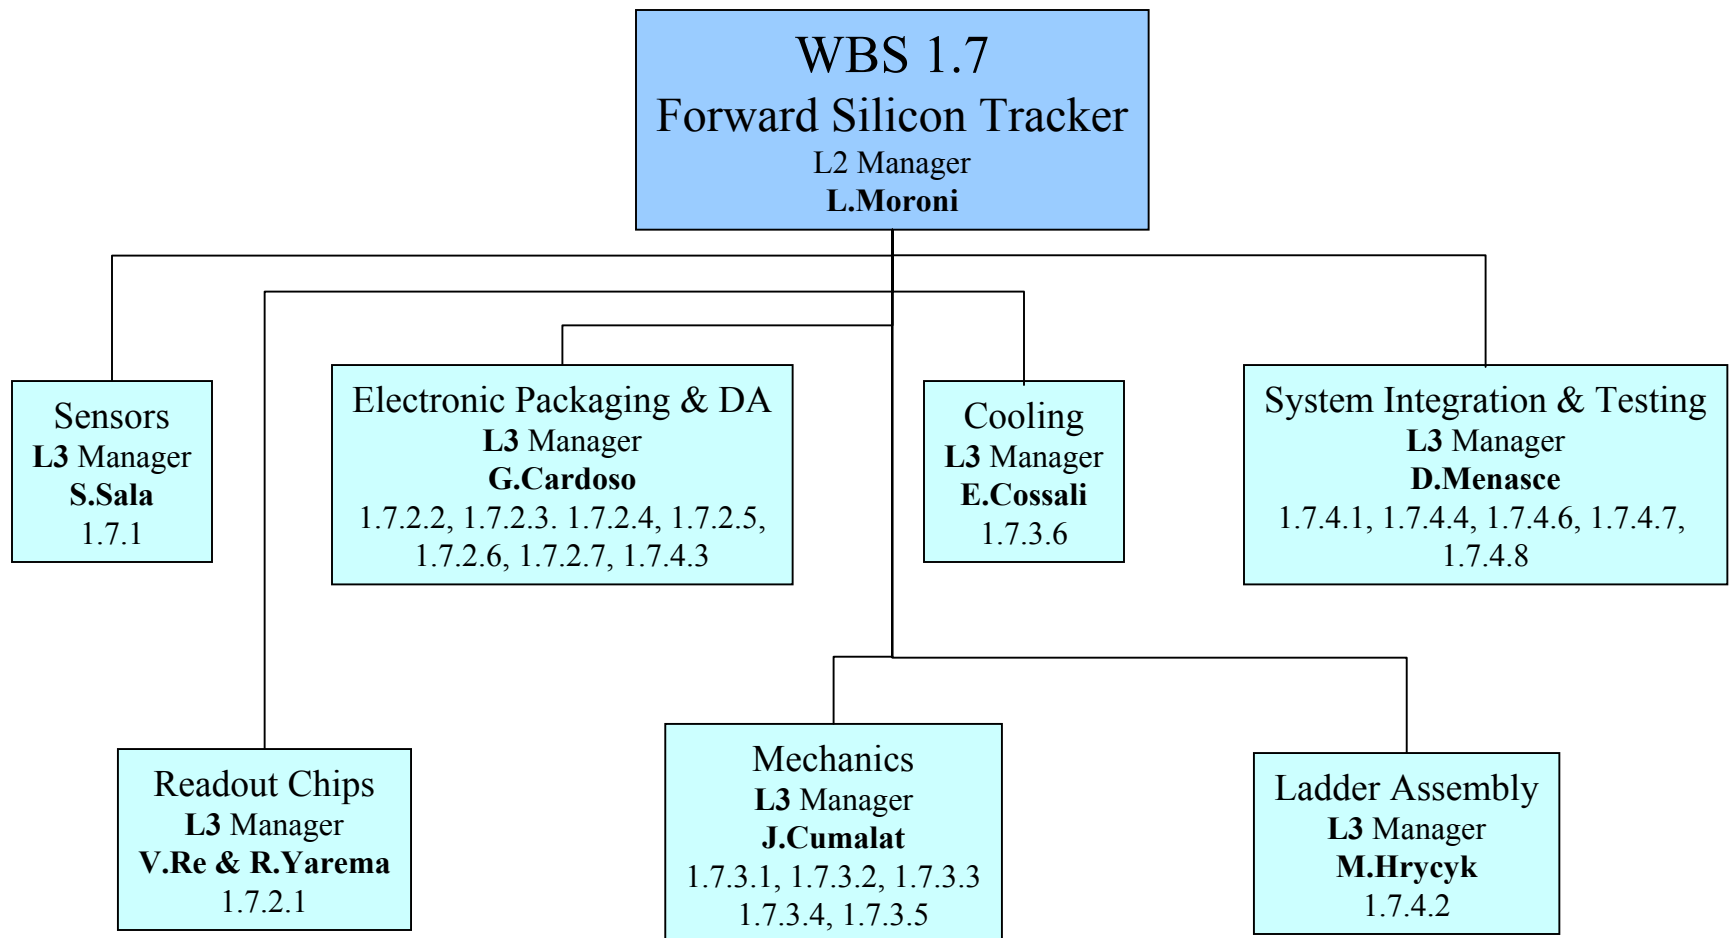 WBS 1.7
Forward Silicon Tracker
L2 Manager
L.Moroni
Sensors
L3 Manager
S.Sala
1.7.1
Electronic Packaging & DA
L3 Manager
G.Cardoso
1.7.2.2, 1.7.2.3. 1.7.2.4, 1.7.2.5,
1.7.2.6, 1.7.2.7, 1.7.4.3
Cooling
L3 Manager
E.Cossali
1.7.3.6
System Integration & Testing
L3 Manager
D.Menasce
1.7.4.1, 1.7.4.4, 1.7.4.6, 1.7.4.7,
1.7.4.8
Readout Chips
L3 Manager
V.Re & R.Yarema
1.7.2.1
Mechanics
L3 Manager
J.Cumalat
1.7.3.1, 1.7.3.2, 1.7.3.3
1.7.3.4, 1.7.3.5
Ladder Assembly
L3 Manager
M.Hrycyk
1.7.4.2